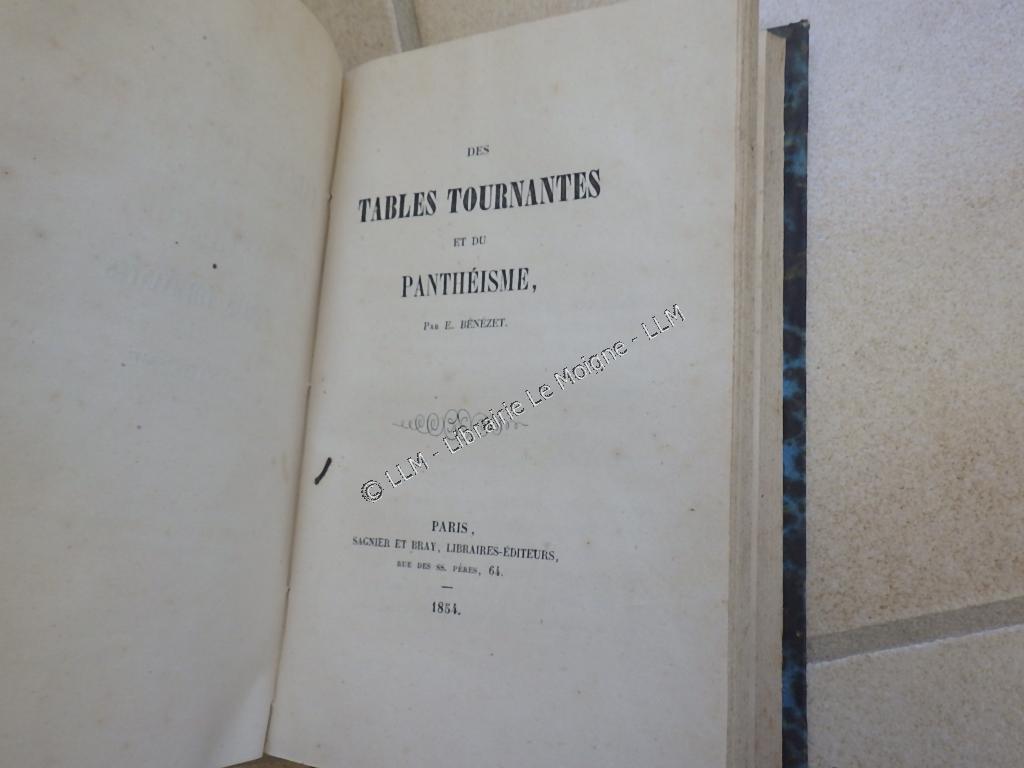 DES
TABLES TOURNANTES
ET DU
PANTHÉISME,
PAR E. BÉNÉZET.
© LLM - Librairie Le Moigne - LLM
PARIS,
SAGNIER ET BRAY, LIBRAIRES-ÉDITEURS,
RUE DES SS. PÈRES, 64.
1854.